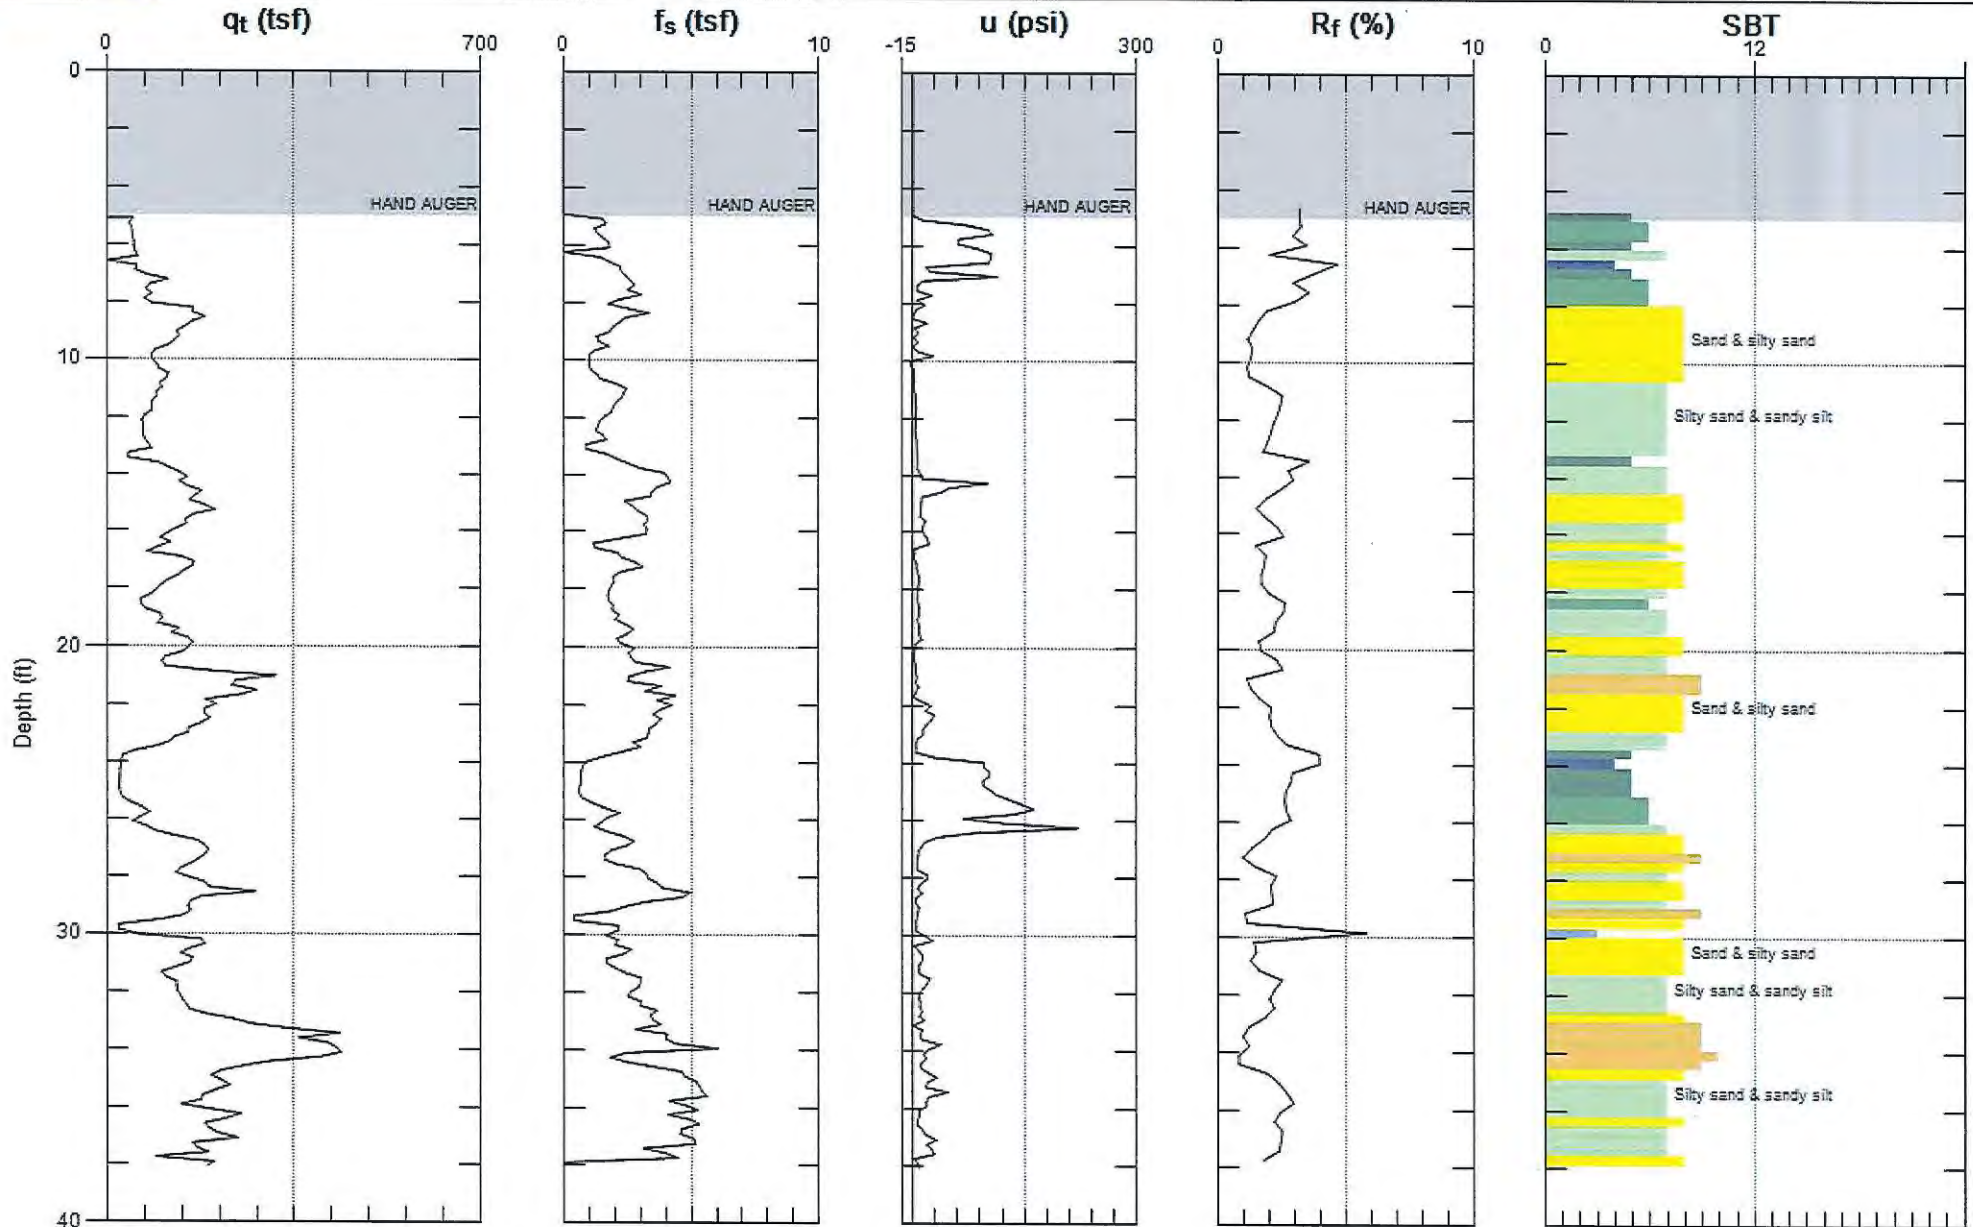 qt (tsf) fs (tsf) u (psi) Rf (%) SBT
0 700 0 10 -15 300 0 10 0 12
0
HAND AUGER HAND AUGER HAND AUGER HAND AUGER
Sand & silty sand
10
Silty sand & sandy silt
20
Depth (ft)
Sand & silty sand
30
Sand & silty sand
Silty sand & sandy silt
Silty sand & sandy silt
40